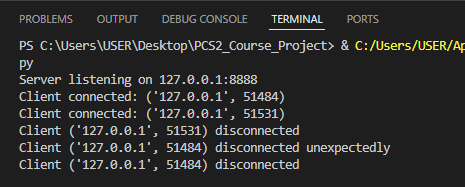 PROBLEMS OUTPUT DEBUG CONSOLE TERMINAL PORTS
PS C:\Users\USER\Desktop\PCS2_Course_Project> & C:/Users/USER/Ap
py
Server listening on 127.0.0.1:8888
Client connected: ('127.0.0.1', 51484)
Client connected: ('127.0.0.1', 51531)
Client ('127.0.0.1', 51531) disconnected
Client ('127.0.0.1', 51484) disconnected unexpectedly
Client ('127.0.0.1', 51484) disconnected